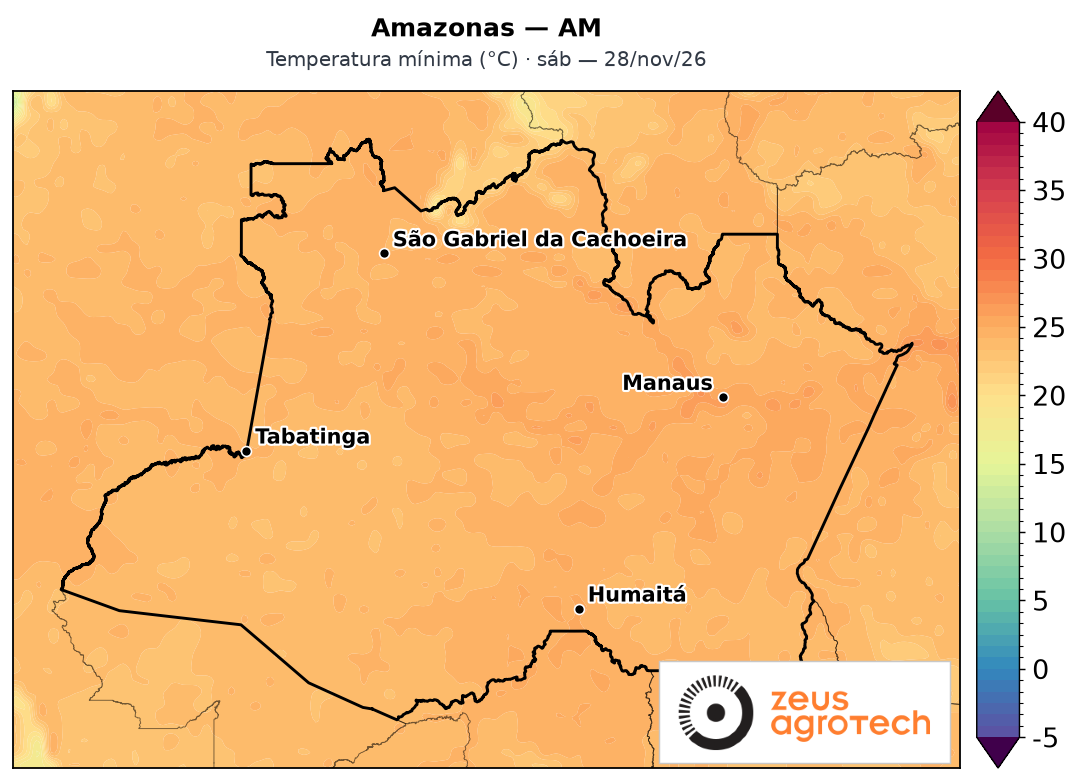 Amazonas — AM
Temperatura mínima (°C) · sáb — 28/nov/26
São Gabriel da Cachoeira
Manaus
Tabatinga
Humaitá
zeus
agrotech
40
35
30
25
20
15
10
5
0
-5